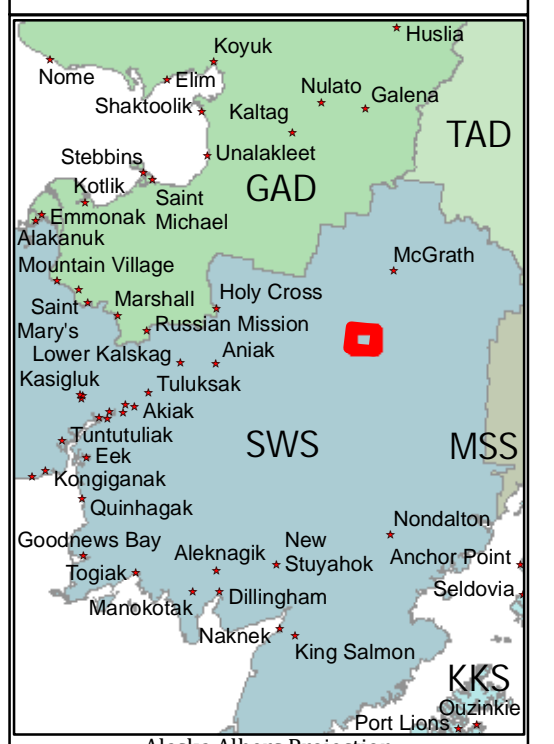 Huslia
Koyuk
Nome
Elim
Nulato
Galena
Shaktoolik
Kaltag
TAD
Stebbins
Unalakleet
Kotlik
GAD
Saint
Michael
Emmonak
Alakanuk
McGrath
Mountain Village
Holy Cross
Saint
Mary's
Marshall
Russian Mission
Lower Kalskag
Aniak
Kasigluk
Tuluksak
Akiak
Tuntutuliak
SWS
MSS
Eek
Kongiganak
Quinhagak
Nondalton
Goodnews Bay
Aleknagik
New
Stuyahok
Anchor Point
Togiak
Seldovia
Manokotak
Dillingham
Naknek
King Salmon
KKS
Ouzinkie
Port Lions
Alaska Albers Projection